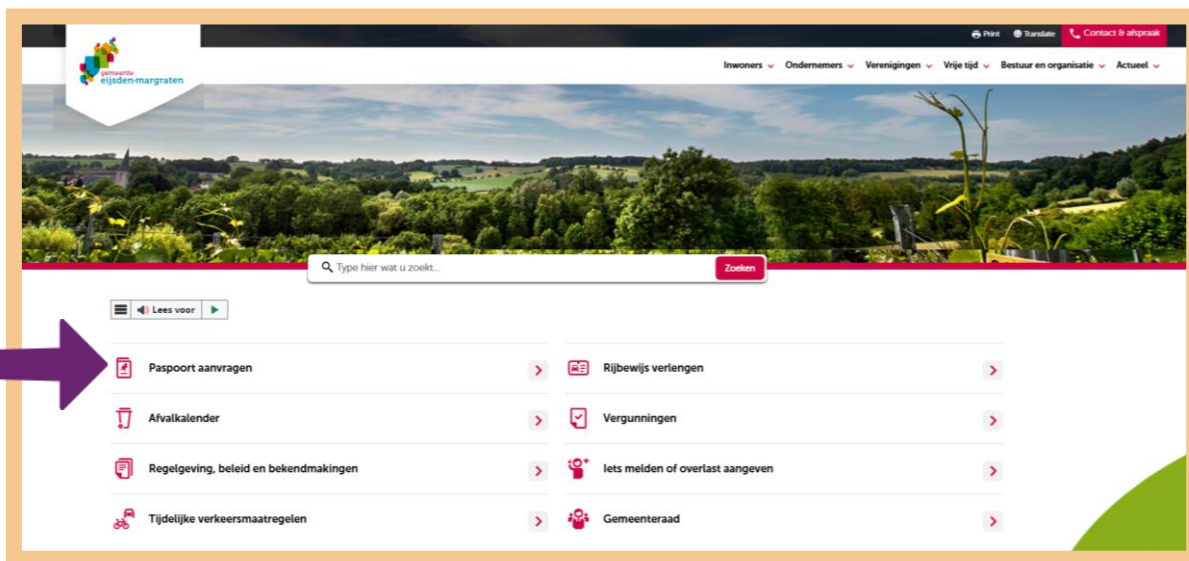 Print Translate Contact & afspraak
gemeente
eijsden-margraten
Inwoners Ondernemers Verenigingen Vrije tijd Bestuur en organisatie Actueel
Type hier wat u zoekt... Zoeken
Lees voor
Paspoort aanvragen
Rijbewijs verlengen
Afvalkalender
Vergunningen
Regelgeving, beleid en bekendmakingen
Iets melden of overlast aangeven
Tijdelijke verkeersmaatregelen
Gemeenteraad